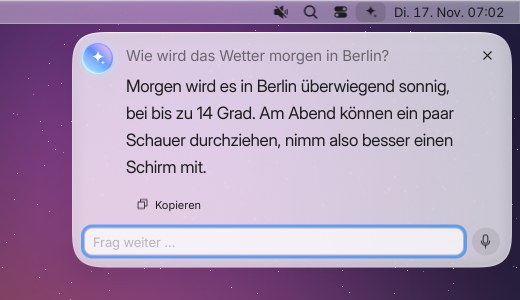 Di. 17. Nov. 07:02
Wie wird das Wetter morgen in Berlin?
Morgen wird es in Berlin überwiegend sonnig,
bei bis zu 14 Grad. Am Abend können ein paar
Schauer durchziehen, nimm also besser einen
Schirm mit.
Kopieren
Frag weiter ...